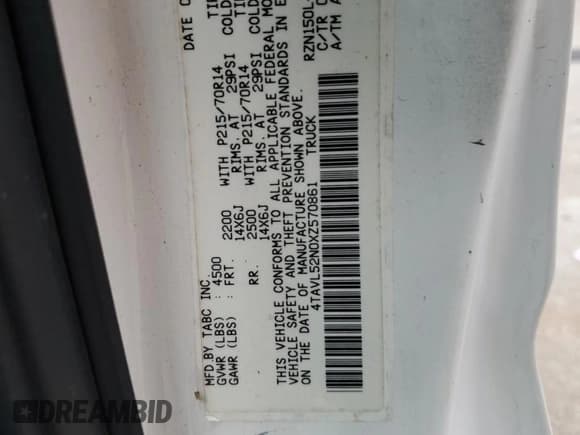 DATE O
MFD.BY TABC INC.
GVWR (LBS) : 4500
GAWR (LBS) : FRT. 2200 WITH P215/70R14
14X6J RIMS. AT 29PSI COLD
RR. 2500 WITH P215/70R14
14X6J RIMS. AT 29PSI COLD
THIS VEHICLE CONFORMS TO ALL APPLICABLE FEDERAL MO
VEHICLE SAFETY AND THEFT PREVENTION STANDARDS IN E
ON THE DATE OF MANUFACTURE SHOWN ABOVE.
4TAVL52N0XZ570861 TRUCK
RZN150L
C/TR
A/TM
DREAMBID